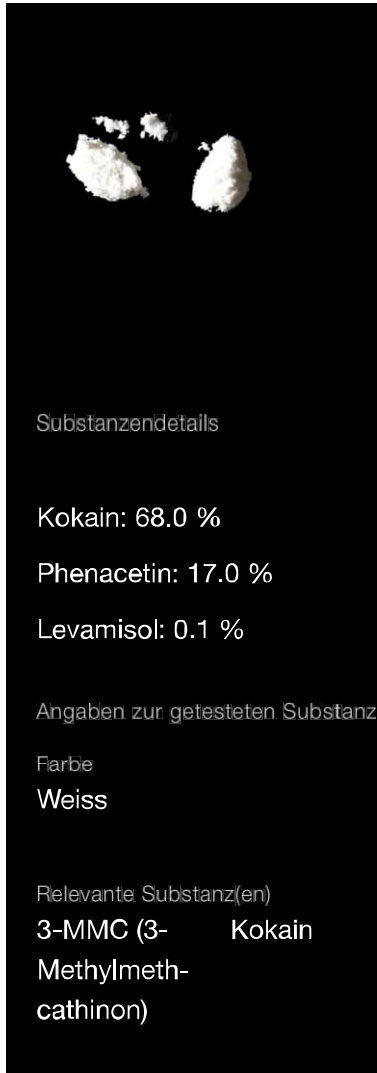 Substanzendetails
Kokain: 68.0 %
Phenacetin: 17.0 %
Levamisol: 0.1 %
Angaben zur getesteten Substanz
Farbe
Weiss
Relevante Substanz(en)
3-MMC (3- Kokain
Methylmeth-
cathinon)